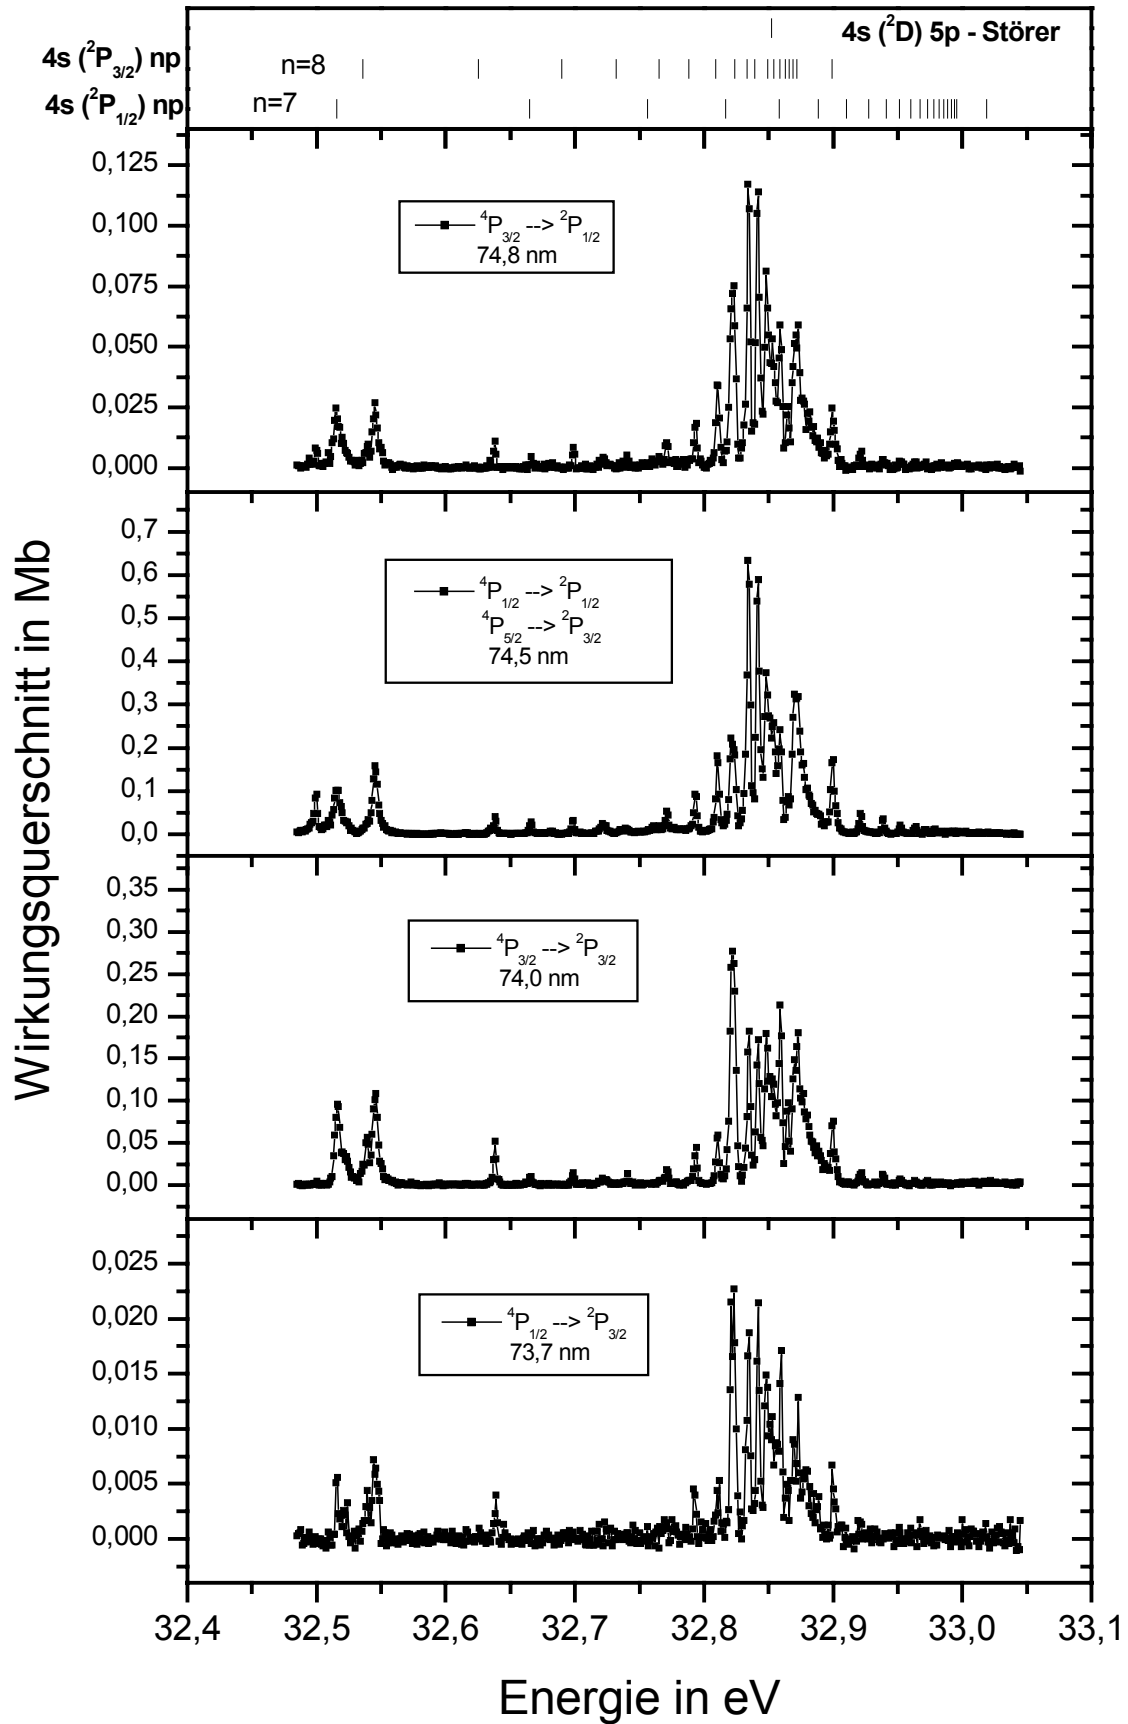 4s (²D) 5p - Störer
4s (²P₃/₂) np n=8
4s (²P₁/₂) np n=7
0,125
0,100
0,075
0,050
0,025
0,000
⁴P₃/₂ --> ²P₁/₂
74,8 nm
0,7
0,6
0,5
0,4
0,3
0,2
0,1
0,0
⁴P₁/₂ --> ²P₁/₂
⁴P₅/₂ --> ²P₃/₂
74,5 nm
0,35
0,30
0,25
0,20
0,15
0,10
0,05
0,00
⁴P₃/₂ --> ²P₃/₂
74,0 nm
0,025
0,020
0,015
0,010
0,005
0,000
⁴P₁/₂ --> ²P₃/₂
73,7 nm
Wirkungsquerschnitt in Mb
32,4 32,5 32,6 32,7 32,8 32,9 33,0 33,1
Energie in eV